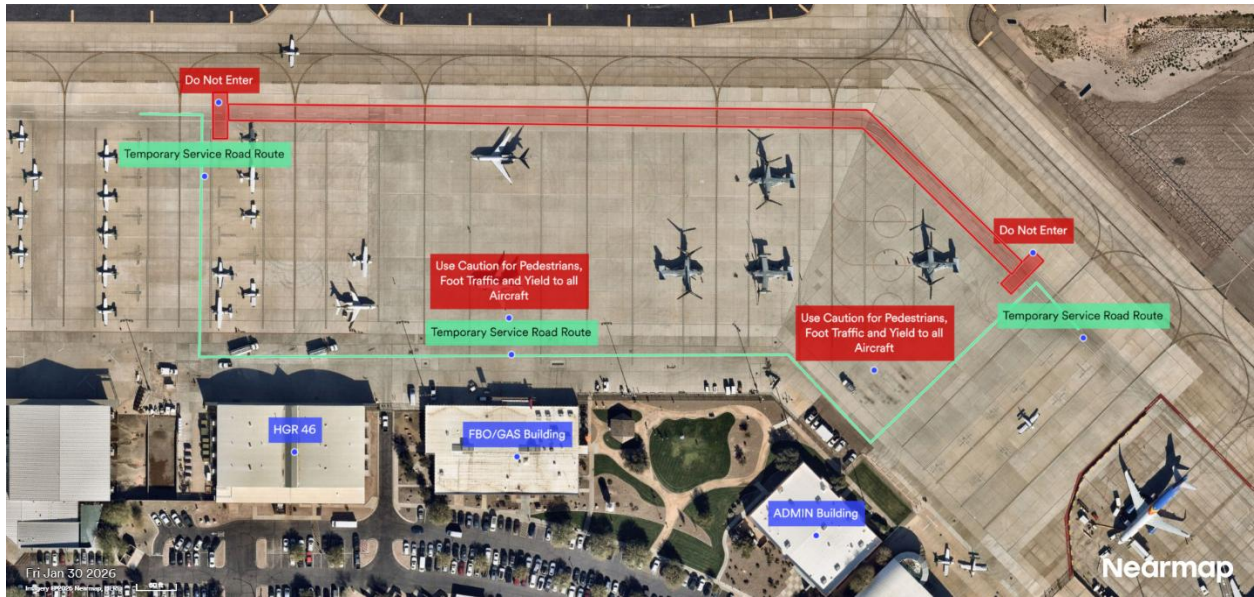 Do Not Enter
Temporary Service Road Route
Use Caution for Pedestrians,
Foot Traffic and Yield to all
Aircraft
Temporary Service Road Route
Do Not Enter
Use Caution for Pedestrians,
Foot Traffic and Yield to all
Aircraft
Temporary Service Road Route
HGR 46
FBO/GAS Building
ADMIN Building
Fri Jan 30 2026
Nearmap